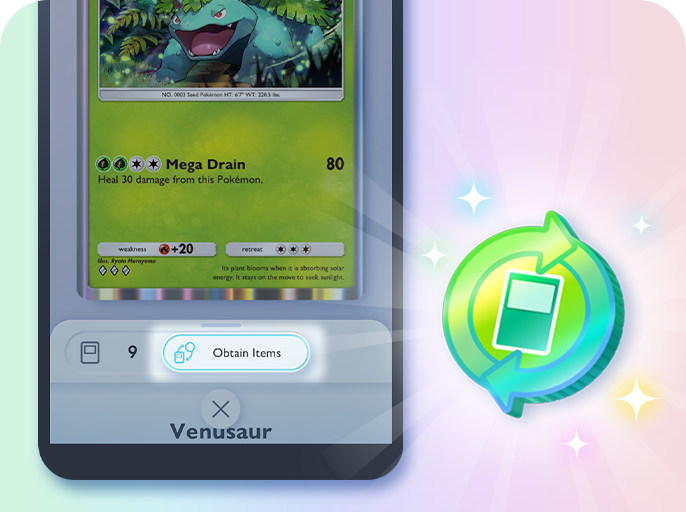 NO. 0003 Seed Pokémon HT: 6'7" WT: 220.5 lbs.
Mega Drain 80
Heal 30 damage from this Pokémon.
weakness +20 retreat
Illus. Ryota Murayama
Its plant blooms when it is absorbing solar
energy. It stays on the move to seek sunlight.
9 Obtain Items
Venusaur